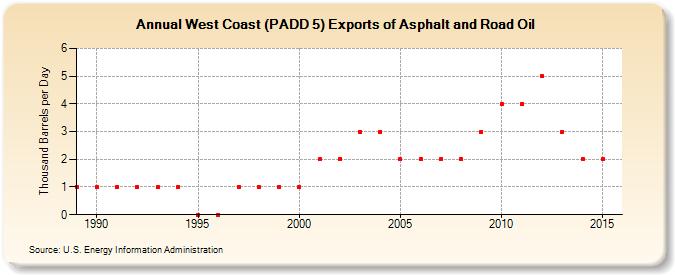 Annual West Coast (PADD 5) Exports of Asphalt and Road Oil
Thousand Barrels per Day
6
5
4
3
2
1
0
1990 1995 2000 2005 2010 2015
Source: U.S. Energy Information Administration